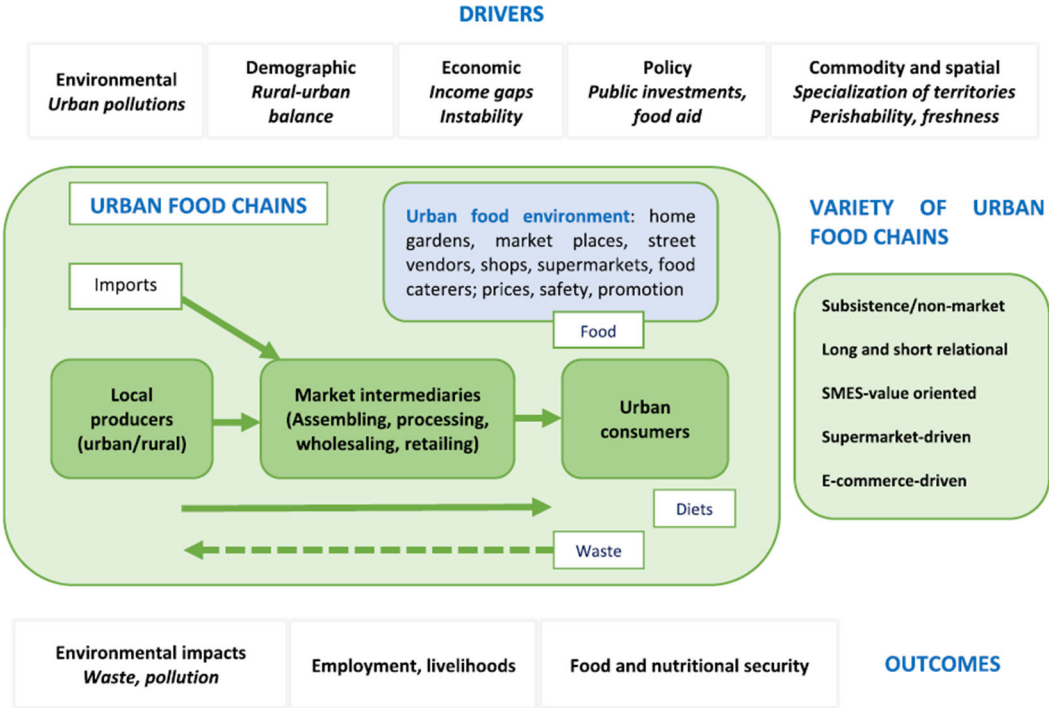 DRIVERS
Environmental
Urban pollutions
Demographic
Rural-urban
balance
Economic
Income gaps
Instability
Policy
Public investments,
food aid
Commodity and spatial
Specialization of territories
Perishability, freshness
URBAN FOOD CHAINS
Urban food environment: home
gardens, market places, street
vendors, shops, supermarkets, food
caterers; prices, safety, promotion
Imports
Food
Local
producers
(urban/rural)
Market intermediaries
(Assembling, processing,
wholesaling, retailing)
Urban
consumers
Diets
Waste
VARIETY OF URBAN
FOOD CHAINS
Subsistence/non-market
Long and short relational
SMES-value oriented
Supermarket-driven
E-commerce-driven
Environmental impacts
Waste, pollution
Employment, livelihoods
Food and nutritional security
OUTCOMES